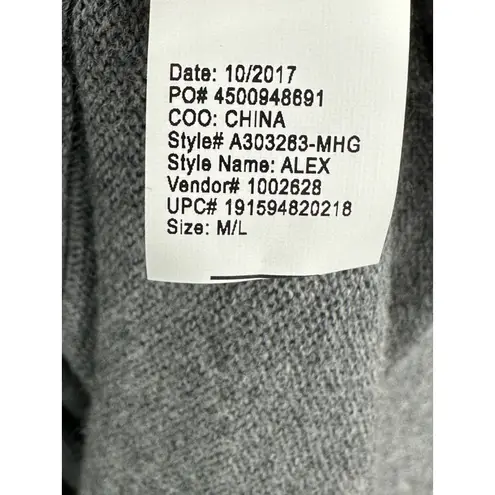 Date: 10/2017
PO# 4500948691
COO: CHINA
Style# A303263-MHG
Style Name: ALEX
Vendor# 1002628
UPC# 191594820218
Size: M/L